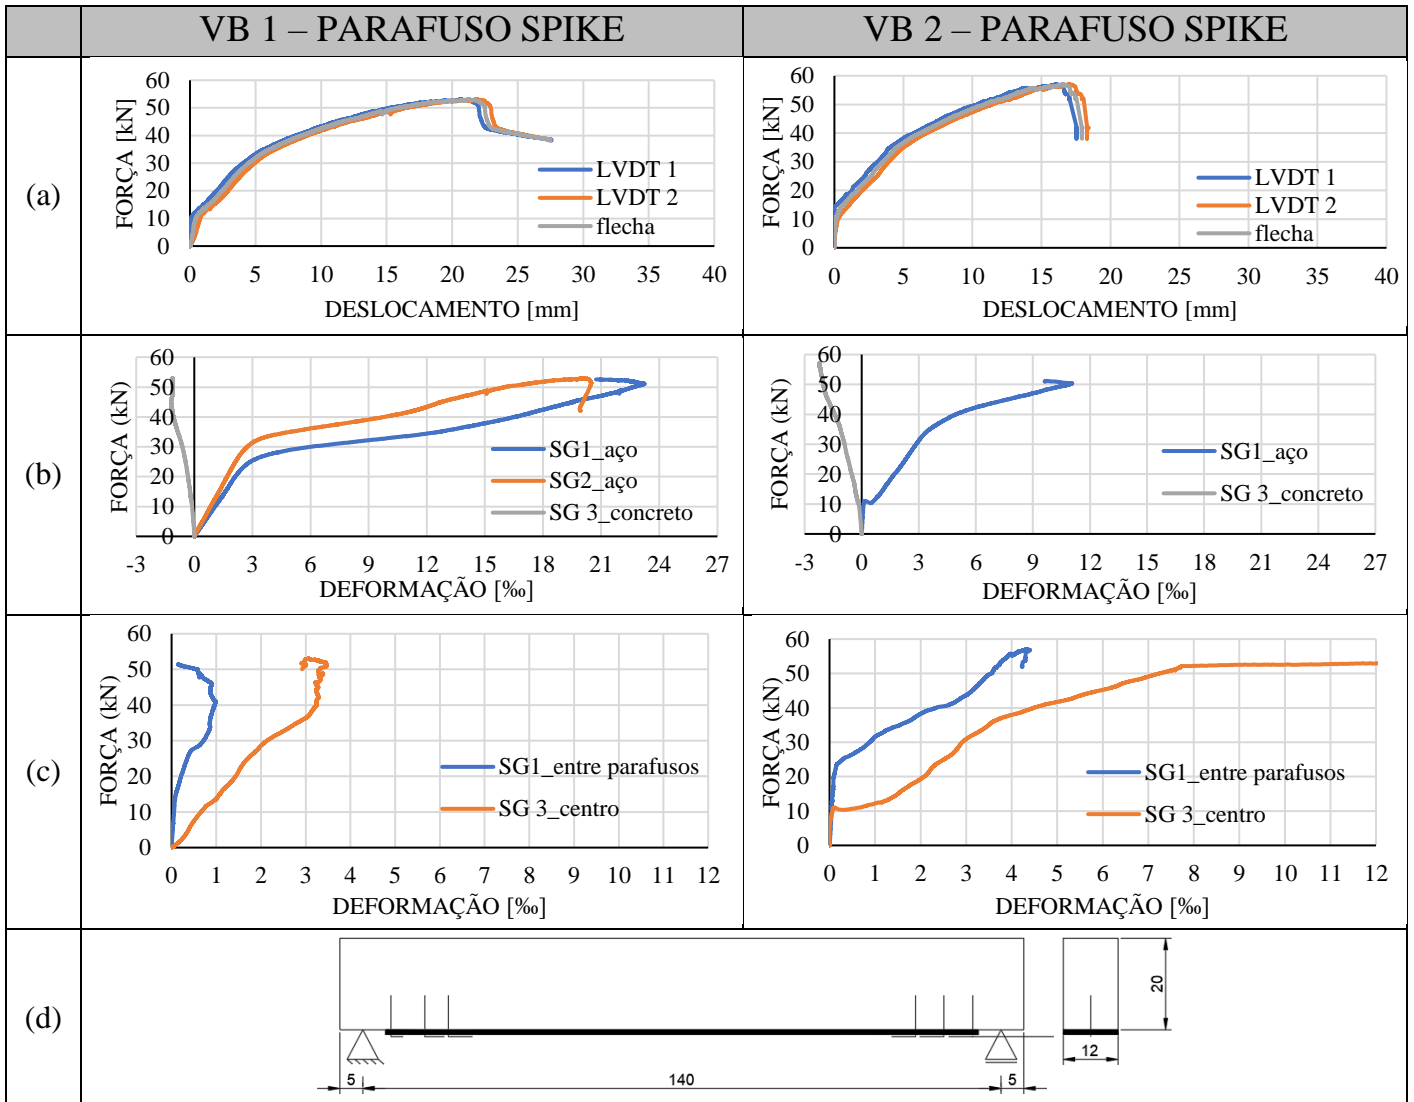 VB 1 – PARAFUSO SPIKE
VB 2 – PARAFUSO SPIKE
(a)
FORÇA [kN]
60
50
40
30
20
10
0
LVDT 1
LVDT 2
flecha
0 5 10 15 20 25 30 35 40
DESLOCAMENTO [mm]
FORÇA [kN]
60
50
40
30
20
10
0
LVDT 1
LVDT 2
flecha
0 5 10 15 20 25 30 35 40
DESLOCAMENTO [mm]
(b)
FORÇA (kN)
60
50
40
30
20
10
0
SG1_aço
SG2_aço
SG 3_concreto
-3 0 3 6 9 12 15 18 21 24 27
DEFORMAÇÃO [‰]
FORÇA (kN)
60
50
40
30
20
10
0
SG1_aço
SG 3_concreto
-3 0 3 6 9 12 15 18 21 24 27
DEFORMAÇÃO [‰]
(c)
FORÇA (kN)
60
50
40
30
20
10
0
SG1_entre parafusos
SG 3_centro
0 1 2 3 4 5 6 7 8 9 10 11 12
DEFORMAÇÃO [‰]
FORÇA (kN)
60
50
40
30
20
10
0
SG1_entre parafusos
SG 3_centro
0 1 2 3 4 5 6 7 8 9 10 11 12
DEFORMAÇÃO [‰]
(d)
20
12
5 140 5